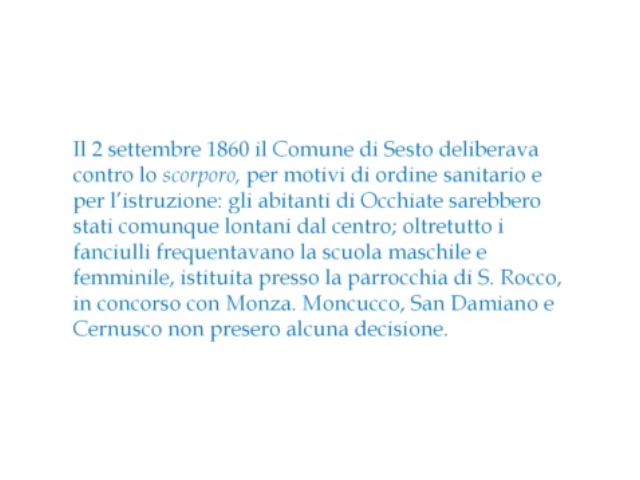 Il 2 settembre 1860 il Comune di Sesto deliberava
contro lo scorporo, per motivi di ordine sanitario e
per l’istruzione: gli abitanti di Occhiate sarebbero
stati comunque lontani dal centro; oltretutto i
fanciulli frequentavano la scuola maschile e
femminile, istituita presso la parrocchia di S. Rocco,
in concorso con Monza. Moncucco, San Damiano e
Cernusco non presero alcuna decisione.